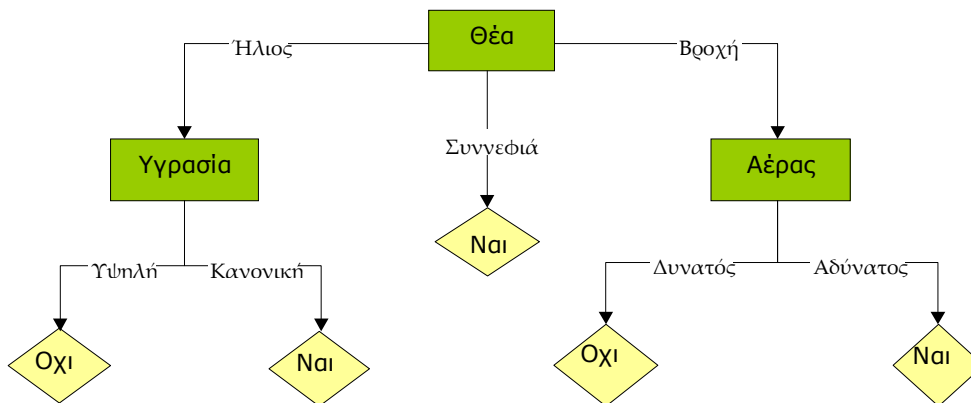 Θέα
Ήλιος
Βροχή
Συννεφιά
Υγρασία
Αέρας
Ναι
Υψηλή
Κανονική
Δυνατός
Αδύνατος
Οχι
Ναι
Οχι
Ναι